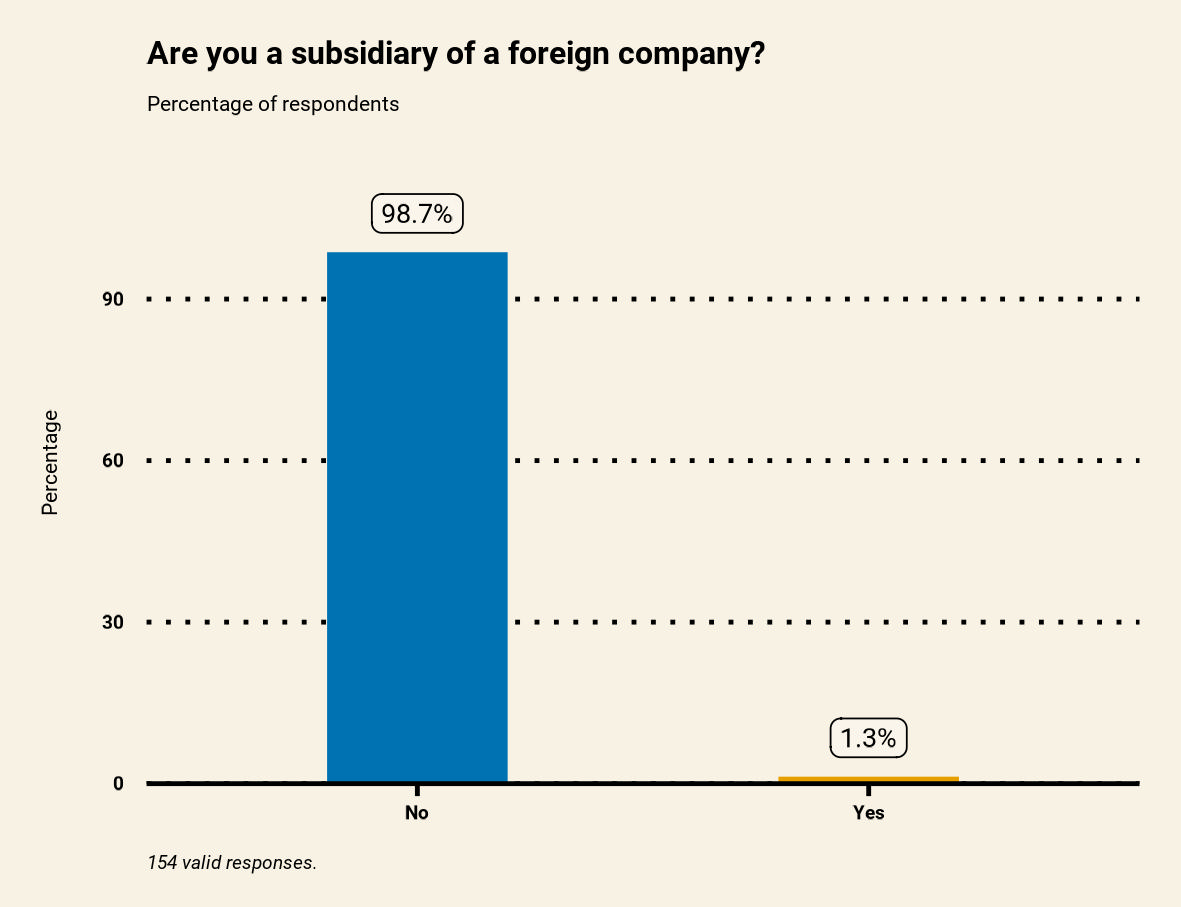 Are you a subsidiary of a foreign company?
Percentage of respondents
98.7%
90
60
Percentage
30
1.3%
0
No
Yes
154 valid responses.